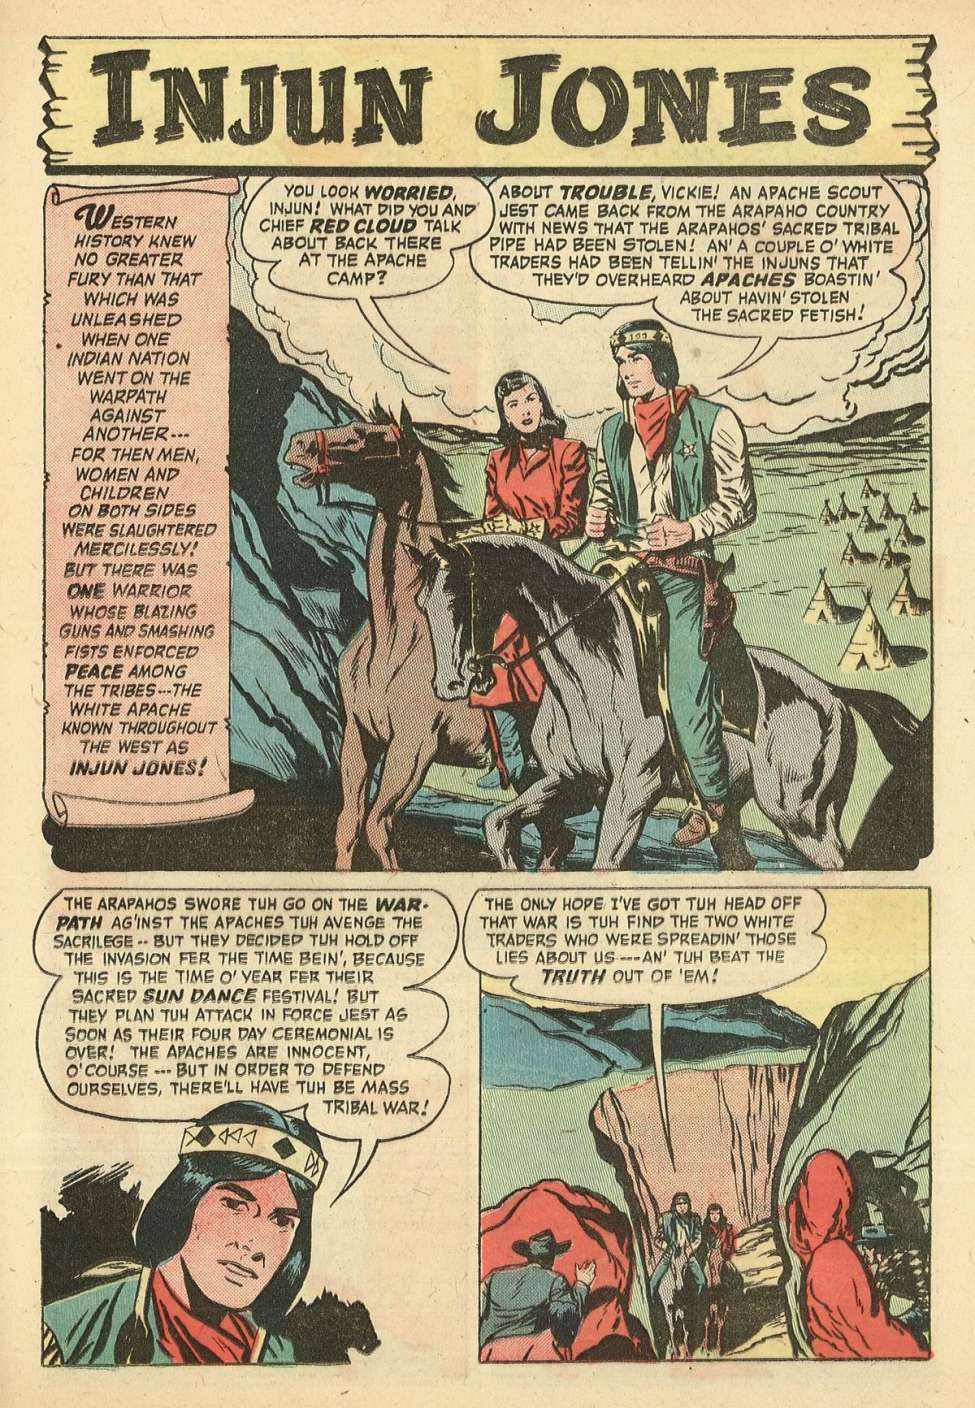 INJUN JONES
WESTERN
HISTORY KNEW
NO GREATER
FURY THAN THAT
WHICH WAS
UNLEASHED
WHEN ONE
INDIAN NATION
WENT ON THE
WARPATH
AGAINST
ANOTHER---
FOR THEN MEN,
WOMEN AND
CHILDREN
ON BOTH SIDES
WERE SLAUGHTERED
MERCILESSLY!
BUT THERE WAS
ONE WARRIOR
WHOSE BLAZING
GUNS AND SMASHING
FISTS ENFORCED
PEACE AMONG
THE TRIBES---THE
WHITE APACHE
KNOWN THROUGHOUT
THE WEST AS
INJUN JONES!
YOU LOOK WORRIED,
INJUN! WHAT DID YOU AND
CHIEF RED CLOUD TALK
ABOUT BACK THERE
AT THE APACHE
CAMP?
ABOUT TROUBLE, VICKIE! AN APACHE SCOUT
JEST CAME BACK FROM THE ARAPAHO COUNTRY
WITH NEWS THAT THE ARAPAHOS' SACRED TRIBAL
PIPE HAD BEEN STOLEN! AN' A COUPLE O' WHITE
TRADERS HAD BEEN TELLIN' THE INJUNS THAT
THEY'D OVERHEARD APACHES BOASTIN'
ABOUT HAVIN' STOLEN
THE SACRED FETISH!
THE ARAPAHOS SWORE TUH GO ON THE WAR-
PATH AG'INST THE APACHES TUH AVENGE THE
SACRILEGE -- BUT THEY DECIDED TUH HOLD OFF
THE INVASION FER THE TIME BEIN', BECAUSE
THIS IS THE TIME O' YEAR FER THEIR
SACRED SUN DANCE FESTIVAL! BUT
THEY PLAN TUH ATTACK IN FORCE JEST AS
SOON AS THEIR FOUR DAY CEREMONIAL IS
OVER! THE APACHES ARE INNOCENT,
O'COURSE --- BUT IN ORDER TO DEFEND
OURSELVES, THERE'LL HAVE TUH BE MASS
TRIBAL WAR!
THE ONLY HOPE I'VE GOT TUH HEAD OFF
THAT WAR IS TUH FIND THE TWO WHITE
TRADERS WHO WERE SPREADIN' THOSE
LIES ABOUT US ---AN' TUH BEAT THE
TRUTH OUT OF 'EM!